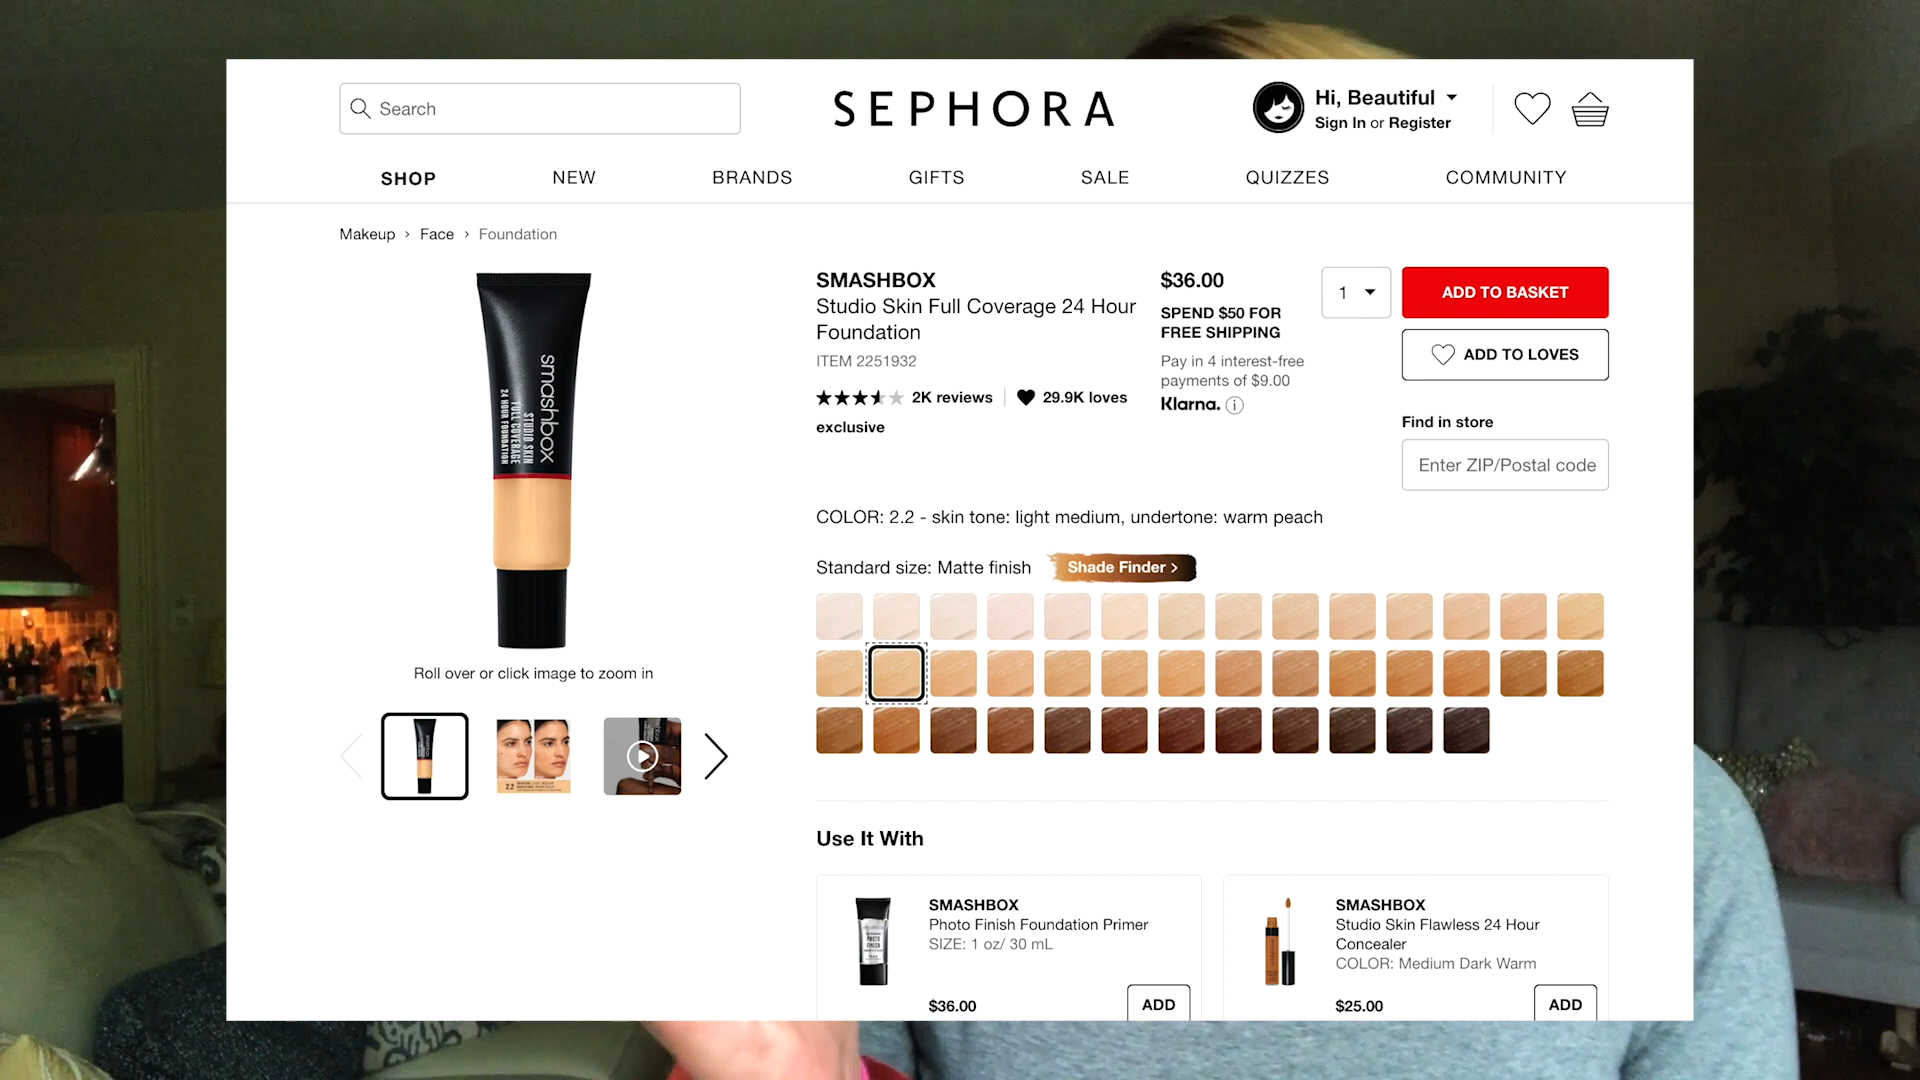 Search
SEPHORA
Hi, Beautiful
Sign In or Register
SHOP
NEW
BRANDS
GIFTS
SALE
QUIZZES
COMMUNITY
Makeup › Face › Foundation
smashbox
STUDIO SKIN
FULL COVERAGE
24 HOUR FOUNDATION
Roll over or click image to zoom in
2.2
SMASHBOX
Studio Skin Full Coverage 24 Hour
Foundation
ITEM 2251932
2K reviews
29.9K loves
exclusive
$36.00
SPEND $50 FOR
FREE SHIPPING
Pay in 4 interest-free
payments of $9.00
Klarna.
1
ADD TO BASKET
ADD TO LOVES
Find in store
Enter ZIP/Postal code
COLOR: 2.2 - skin tone: light medium, undertone: warm peach
Standard size: Matte finish
Shade Finder >
Use It With
PHOTO
FINISH
SMASHBOX
Photo Finish Foundation Primer
SIZE: 1 oz/ 30 mL
$36.00
ADD
SMASHBOX
Studio Skin Flawless 24 Hour
Concealer
COLOR: Medium Dark Warm
$25.00
ADD